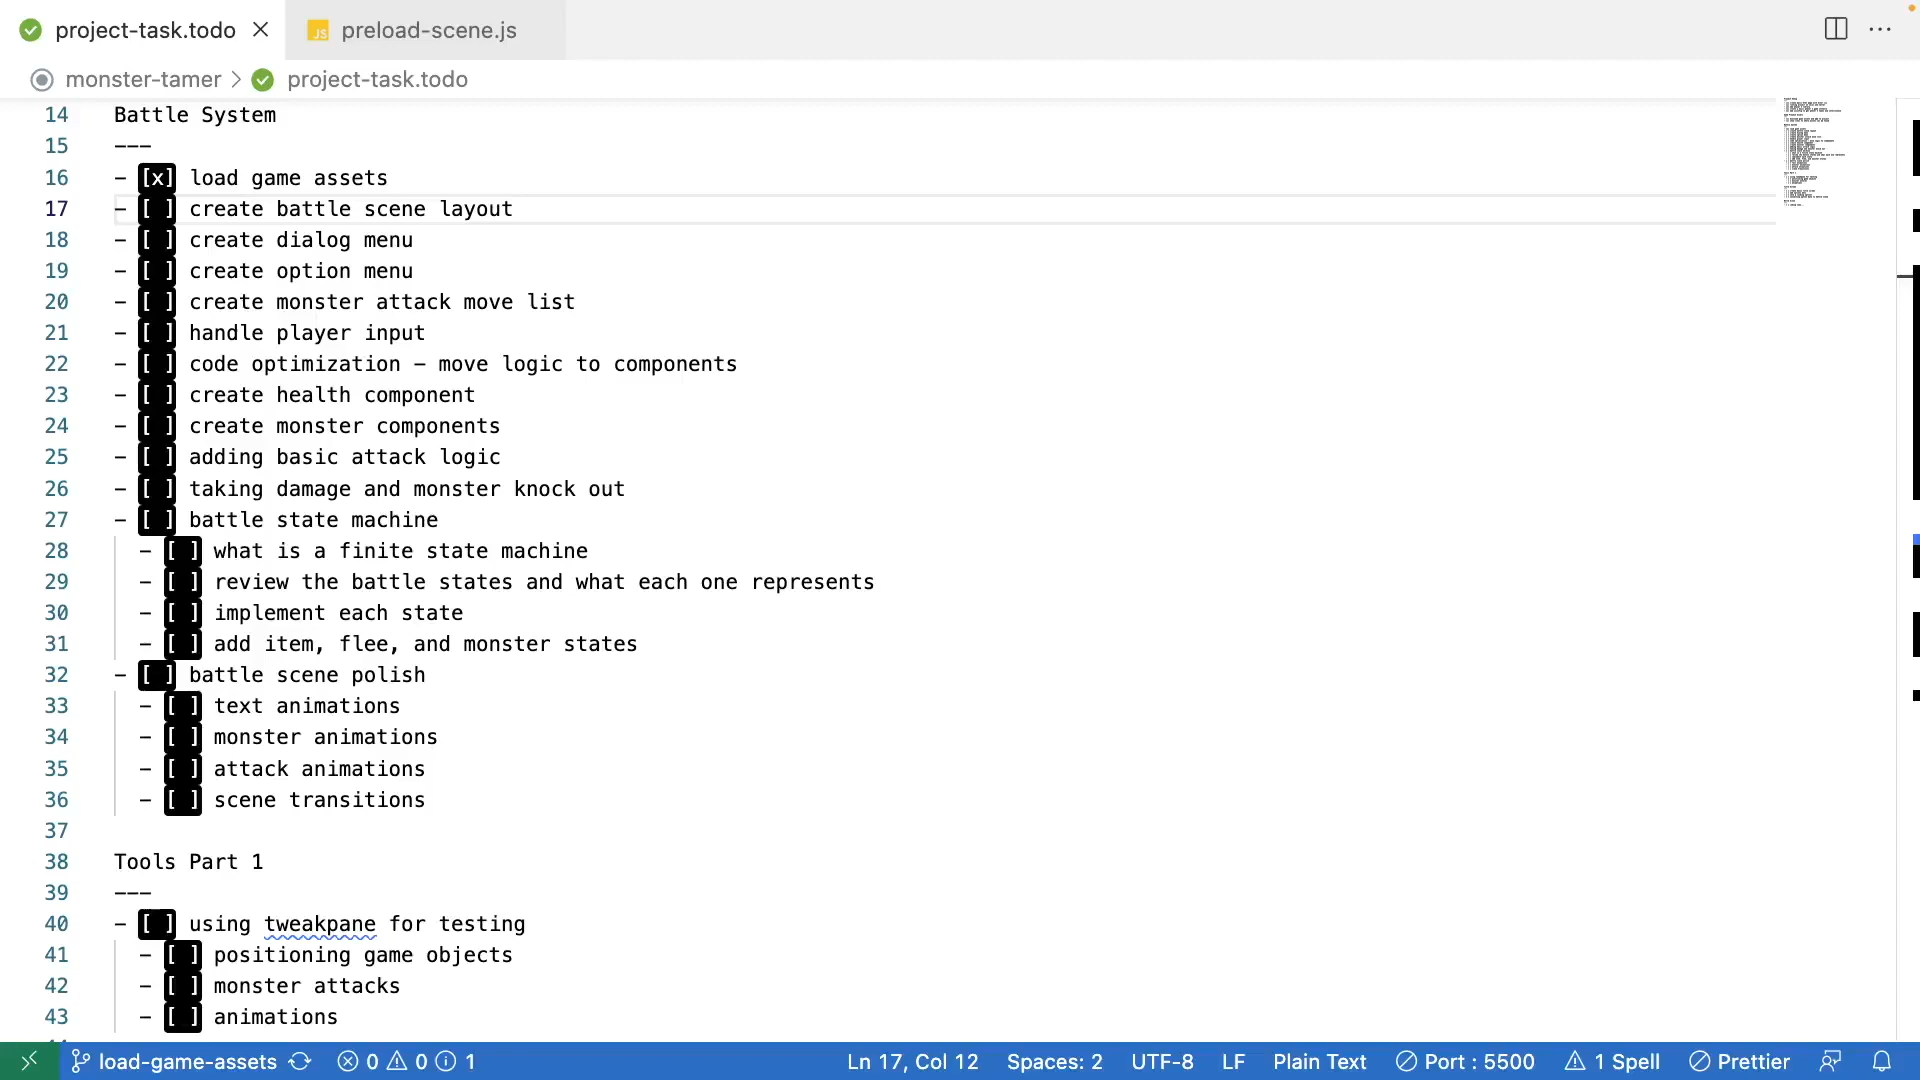 project-task.todo
JS preload-scene.js
monster-tamer > project-task.todo
14 Battle System
15 ---
16 - [x] load game assets
17 - [ ] create battle scene layout
18 - [ ] create dialog menu
19 - [ ] create option menu
20 - [ ] create monster attack move list
21 - [ ] handle player input
22 - [ ] code optimization - move logic to components
23 - [ ] create health component
24 - [ ] create monster components
25 - [ ] adding basic attack logic
26 - [ ] taking damage and monster knock out
27 - [ ] battle state machine
28 - [ ] what is a finite state machine
29 - [ ] review the battle states and what each one represents
30 - [ ] implement each state
31 - [ ] add item, flee, and monster states
32 - [ ] battle scene polish
33 - [ ] text animations
34 - [ ] monster animations
35 - [ ] attack animations
36 - [ ] scene transitions
37
38 Tools Part 1
39 ---
40 - [ ] using tweakpane for testing
41 - [ ] positioning game objects
42 - [ ] monster attacks
43 - [ ] animations
load-game-assets 0 0 1 Ln 17, Col 12 Spaces: 2 UTF-8 LF Plain Text Port : 5500 1 Spell Prettier